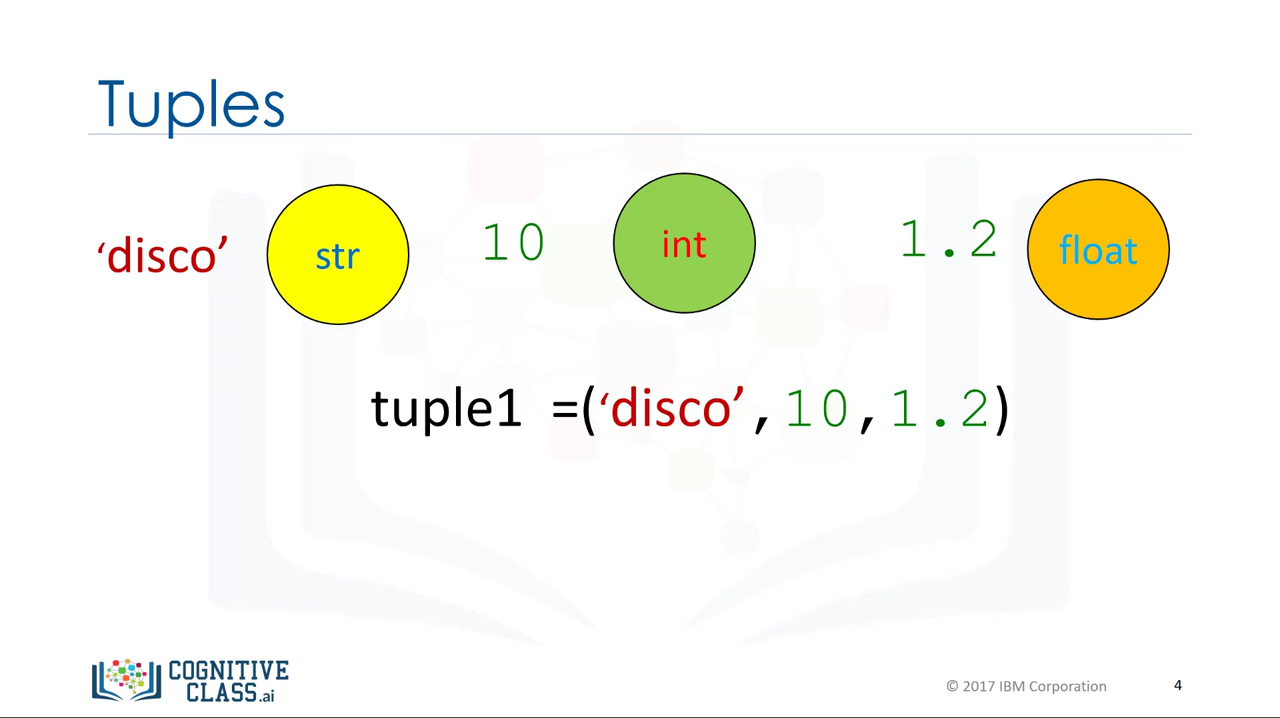 Tuples
‘disco’ str 10 int 1.2 float
tuple1 =(‘disco’,10,1.2)
COGNITIVE
CLASS.ai
© 2017 IBM Corporation 4